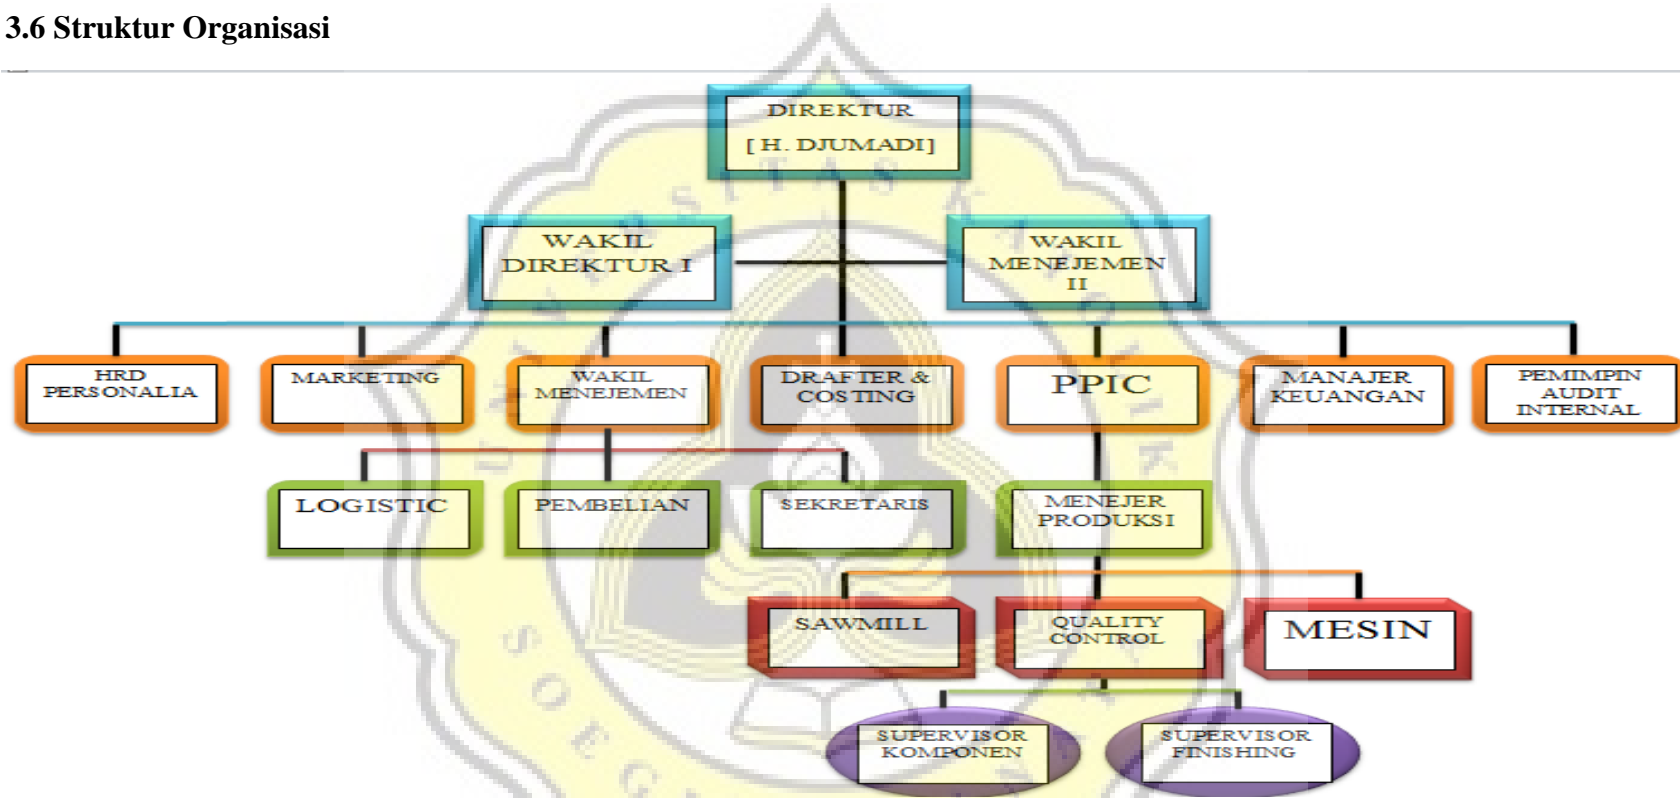 3.6 Struktur Organisasi
DIREKTUR
[ H. DJUMADI]
WAKIL
DIREKTUR I
WAKIL
MENEJEMEN
II
HRD
PERSONALIA
MARKETING
WAKIL
MENEJEMEN
DRAFTER &
COSTING
PPIC
MANAJER
KEUANGAN
PEMIMPIN
AUDIT
INTERNAL
LOGISTIC
PEMBELIAN
SEKRETARIS
MENEJER
PRODUKSI
SAWMILL
QUALITY
CONTROL
MESIN
SUPERVISOR
KOMPONEN
SUPERVISOR
FINISHING